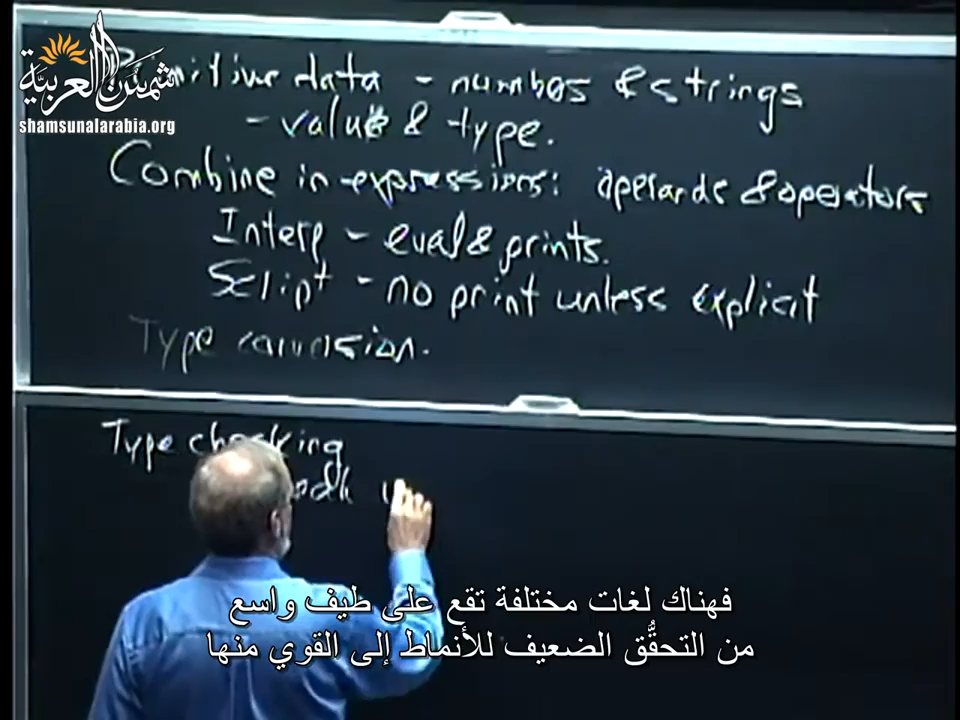 شمسُنا العربيَّة
shamsunalarabia.org
Primitive data - numbers & strings
- value & type.
Combine in expressions: operands & operators
Interp - eval & prints.
Script - no print unless explicit
Type conversion.
Type checking
فهناك لغات مختلفة تقع على طيف واسع
من التحقُّق الضعيف للأنماط إلى القوي منها